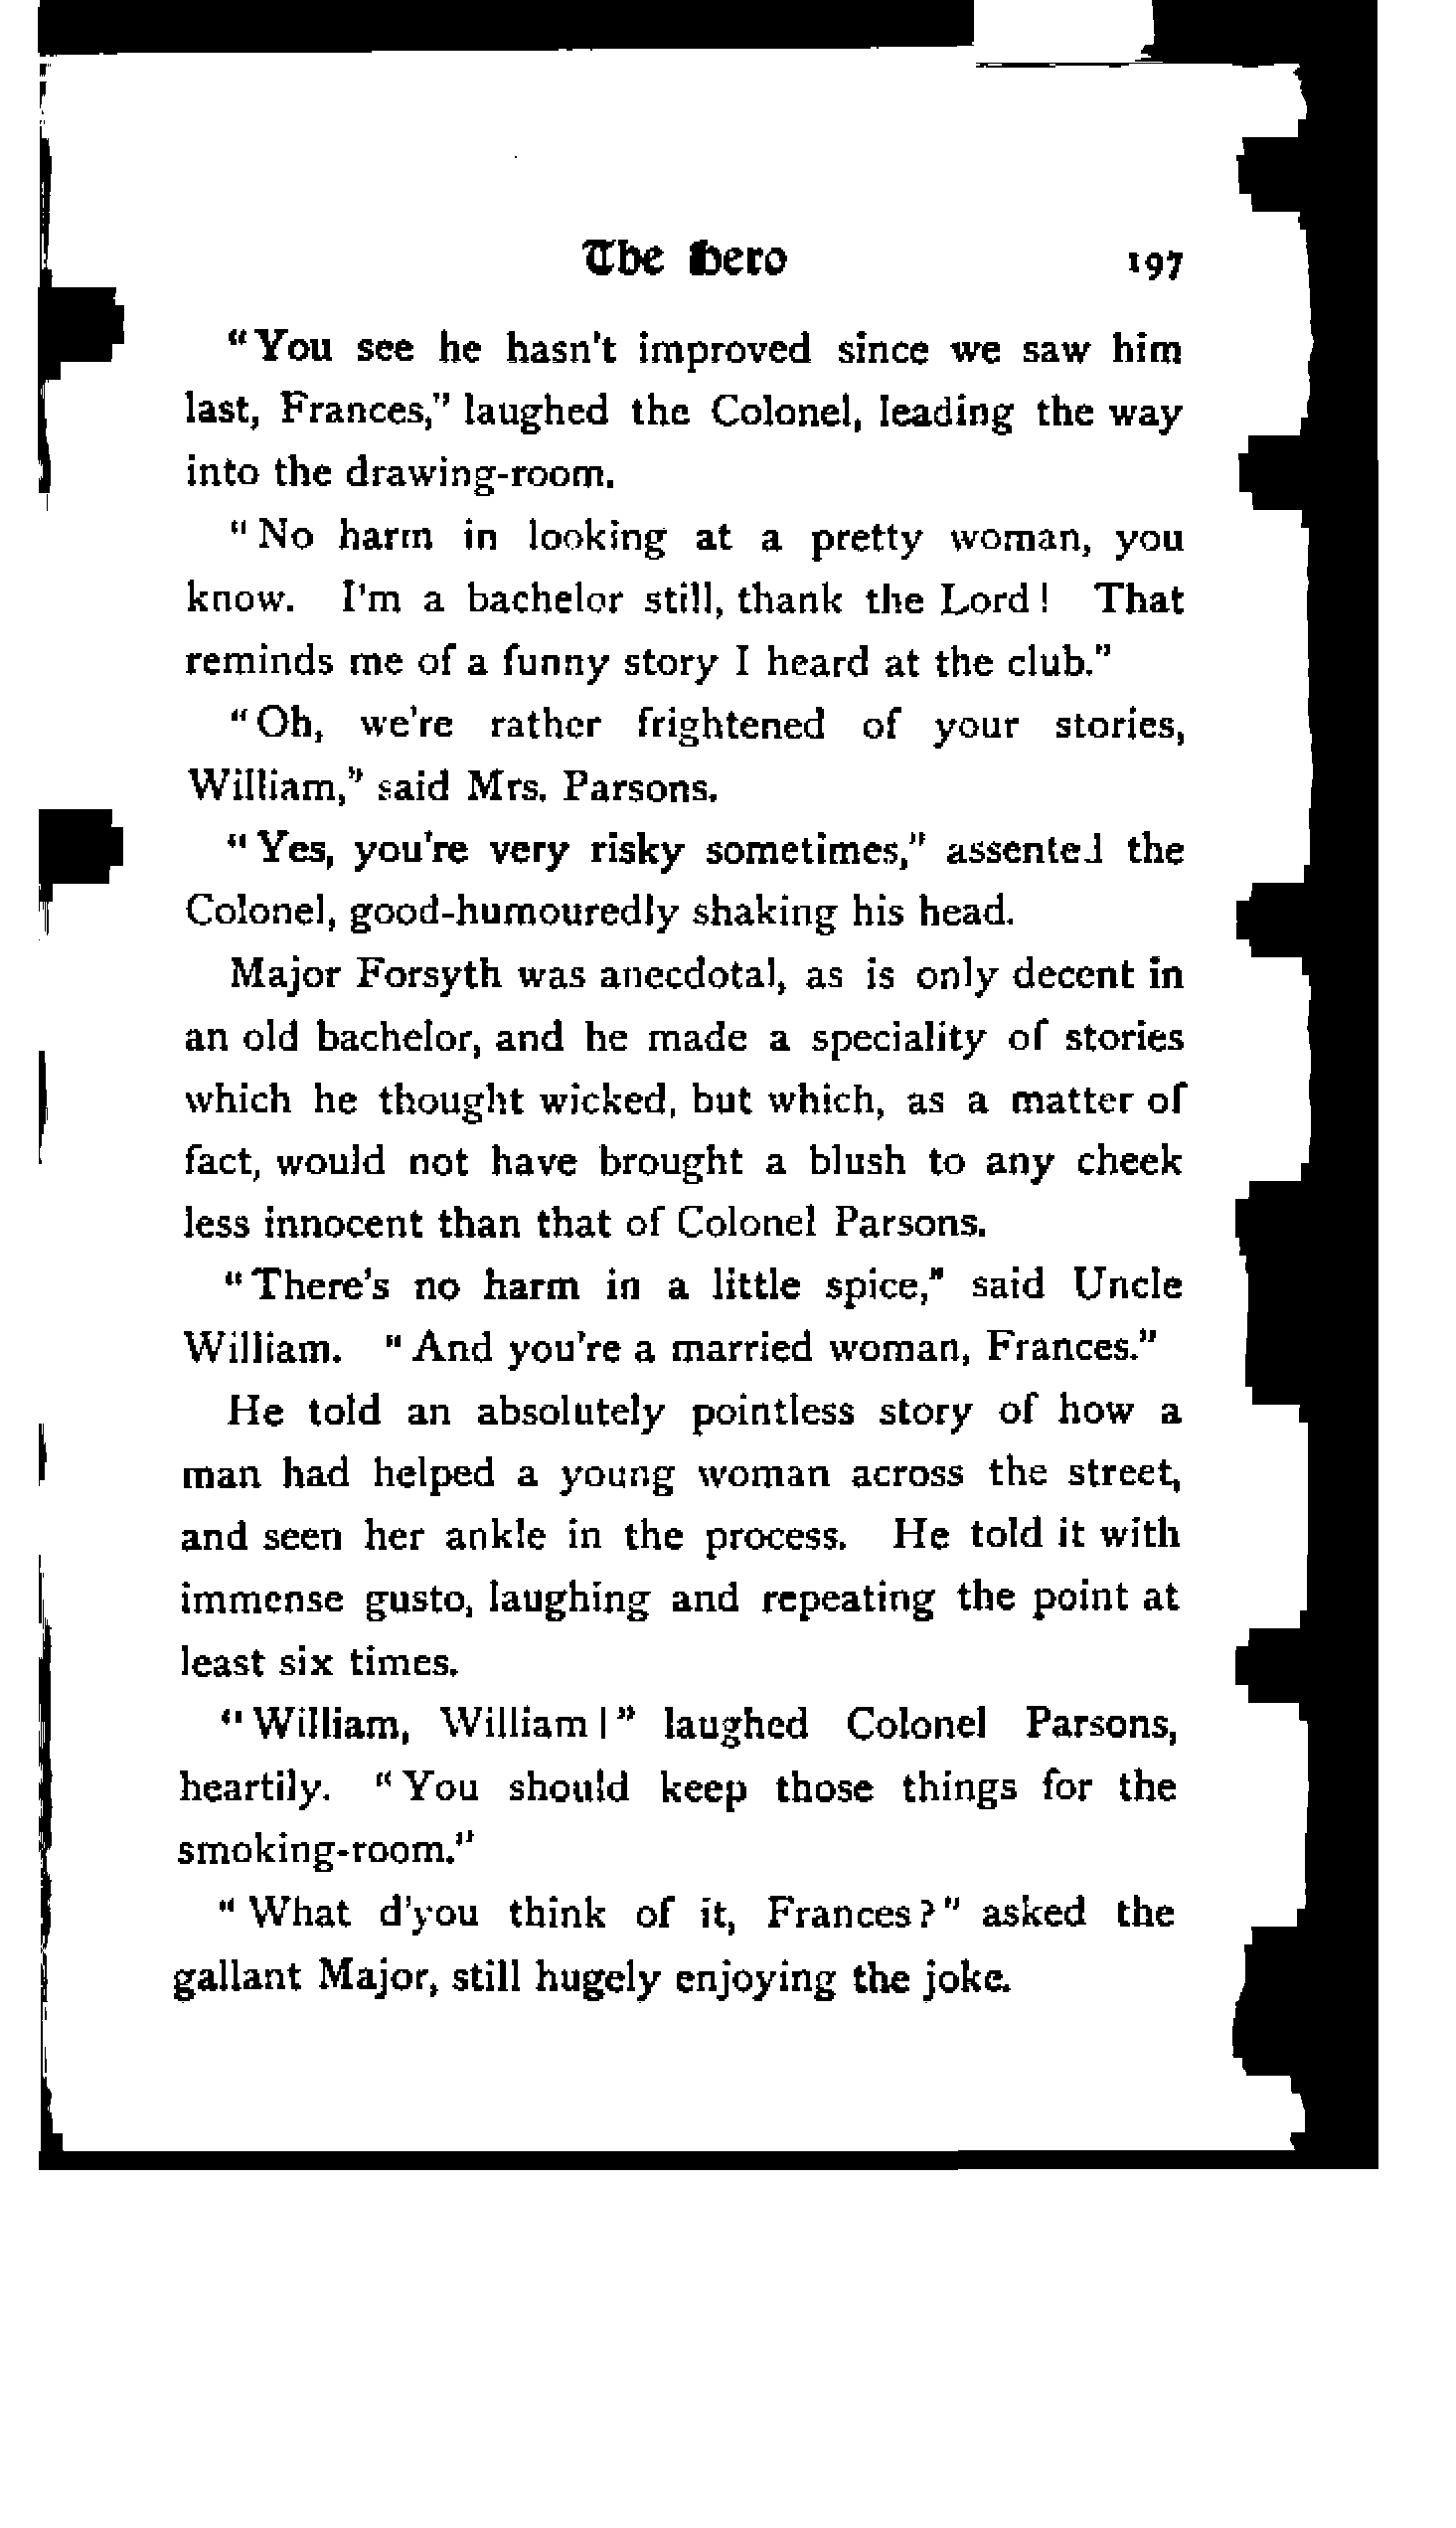 The Hero 197
"You see he hasn't improved since we saw him
last, Frances," laughed the Colonel, leading the way
into the drawing-room.
"No harm in looking at a pretty woman, you
know. I'm a bachelor still, thank the Lord! That
reminds me of a funny story I heard at the club."
"Oh, we're rather frightened of your stories,
William," said Mrs. Parsons.
"Yes, you're very risky sometimes," assented the
Colonel, good-humouredly shaking his head.
Major Forsyth was anecdotal, as is only decent in
an old bachelor, and he made a speciality of stories
which he thought wicked, but which, as a matter of
fact, would not have brought a blush to any cheek
less innocent than that of Colonel Parsons.
"There's no harm in a little spice," said Uncle
William. "And you're a married woman, Frances."
He told an absolutely pointless story of how a
man had helped a young woman across the street,
and seen her ankle in the process. He told it with
immense gusto, laughing and repeating the point at
least six times.
"William, William!" laughed Colonel Parsons,
heartily. "You should keep those things for the
smoking-room."
"What d'you think of it, Frances?" asked the
gallant Major, still hugely enjoying the joke.